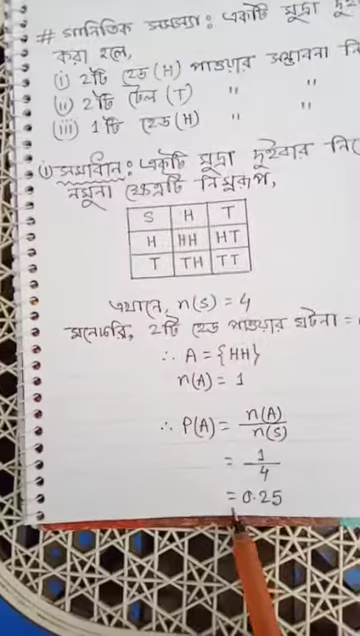 # গানিতিক সমস্যা: একটি মুদ্রা দুই
করা হলে,
(i) 2টি হেড (H) পাওয়ার সম্ভাবনা
(ii) 2টি টেল (T) " "
(iii) 1টি হেড (H) " "
(i) সমাধান: একটি মুদ্রা দুইবার
নমুনা ক্ষেত্রটি নিম্নরূপ,
S H T
H HH HT
T TH TT
এখানে, n(S) = 4
মনেকরি, 2টি হেড পাওয়ার ঘটনা =
∴ A = {HH}
n(A) = 1
∴ P(A) = n(A)/n(S)
= 1/4
= 0.25